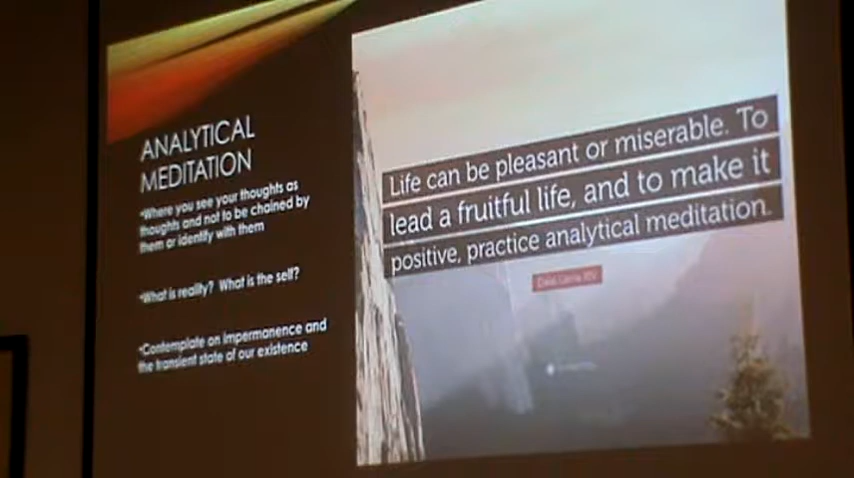 ANALYTICAL
MEDITATION
•Where you see your thoughts as
thoughts and not to be chained by
them or identify with them
•What is reality? What is the self?
•Contemplate on impermanence and
the transient state of our existence
Life can be pleasant or miserable. To
lead a fruitful life, and to make it
positive, practice analytical meditation.
Dalai Lama XIV